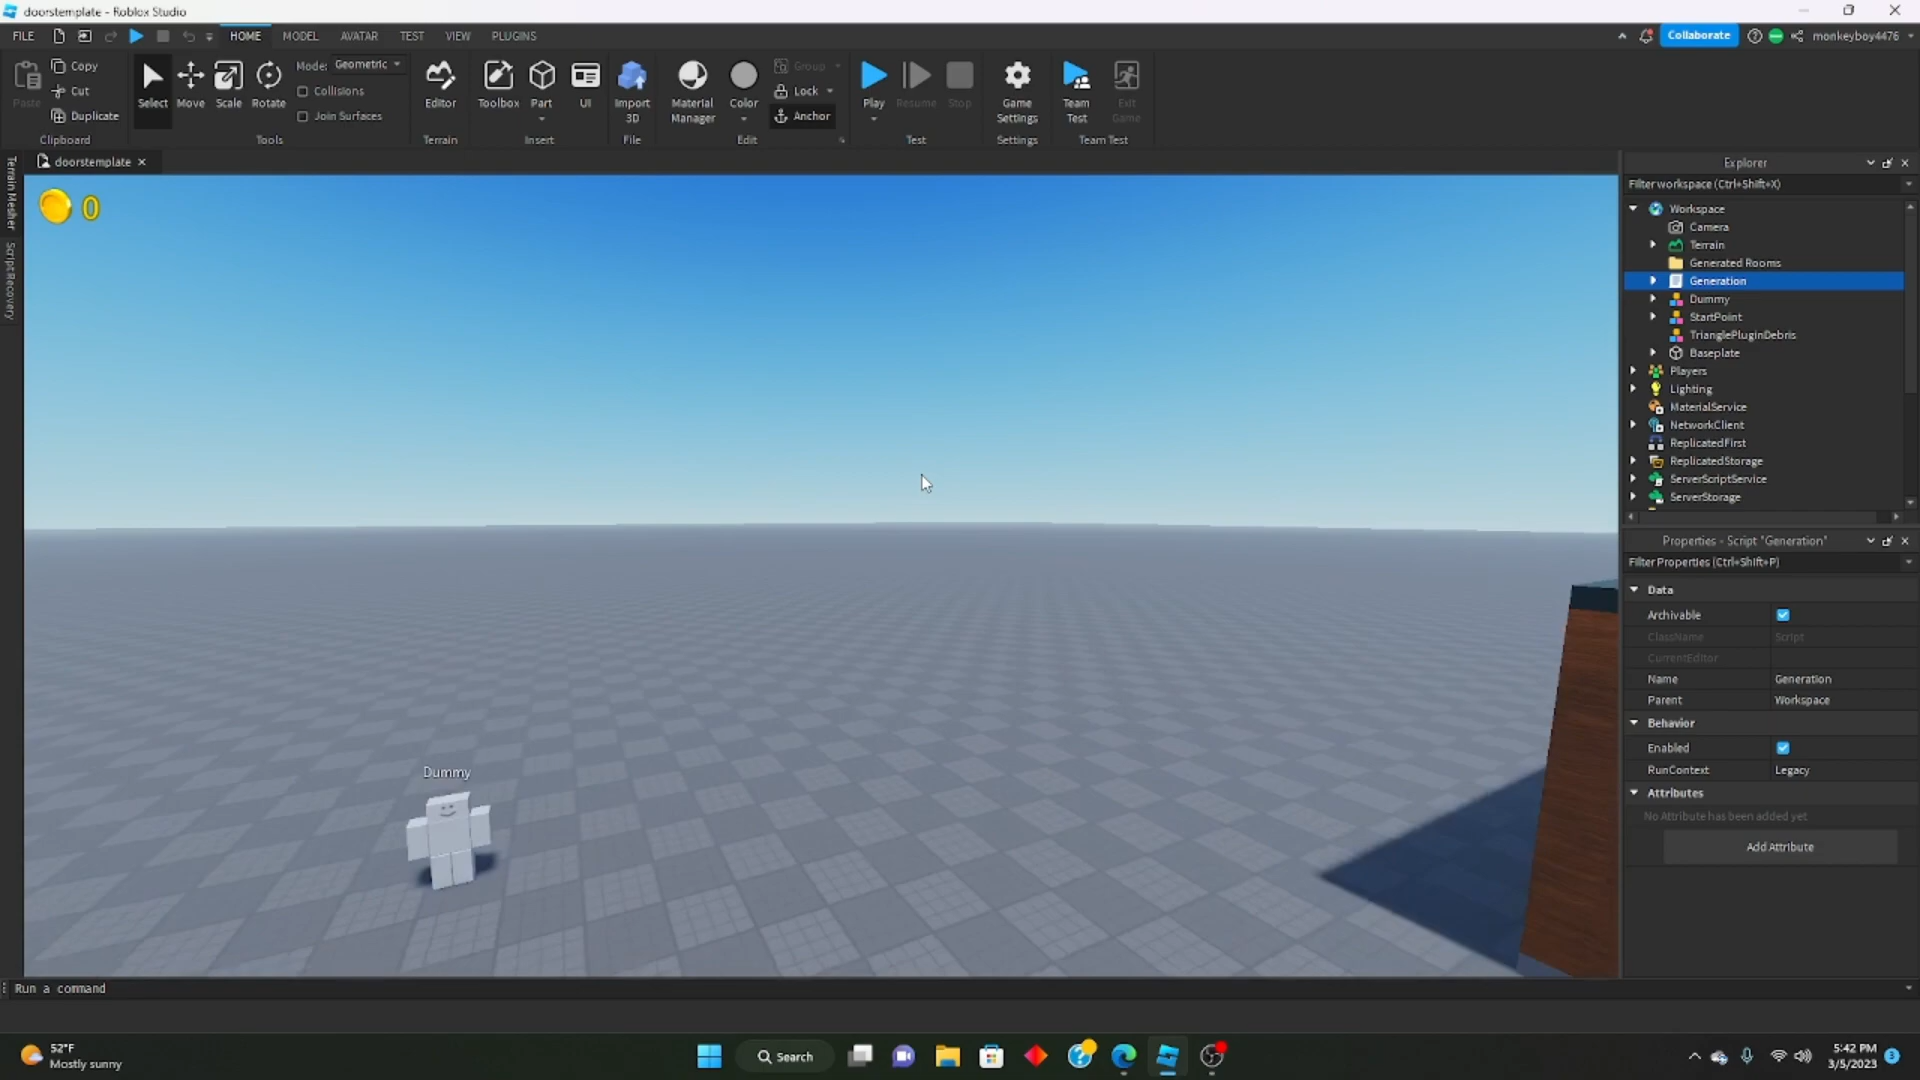 doorstemplate - Roblox Studio
FILE
HOME
MODEL
AVATAR
TEST
VIEW
PLUGINS
Collaborate
monkeyboy4476
Paste
Copy
Cut
Duplicate
Clipboard
Select
Move
Scale
Rotate
Mode: Geometric
Collisions
Join Surfaces
Tools
Editor
Terrain
Toolbox
Part
UI
Insert
Import
3D
File
Material
Manager
Color
Group
Lock
Anchor
Edit
Play
Resume
Stop
Test
Game
Settings
Settings
Team
Test
Exit
Game
Team Test
Terrain Mesher
Script Recovery
doorstemplate
0
Dummy
Explorer
Filter workspace (Ctrl+Shift+X)
Workspace
Camera
Terrain
Generated Rooms
Generation
Dummy
StartPoint
TrianglePluginDebris
Baseplate
Players
Lighting
MaterialService
NetworkClient
ReplicatedFirst
ReplicatedStorage
ServerScriptService
ServerStorage
Properties - Script "Generation"
Filter Properties (Ctrl+Shift+P)
Data
Archivable
ClassName Script
CurrentEditor
Name Generation
Parent Workspace
Behavior
Enabled
RunContext Legacy
Attributes
No Attribute has been added yet
Add Attribute
Run a command
52°F
Mostly sunny
Search
5:42 PM
3/5/2023
3